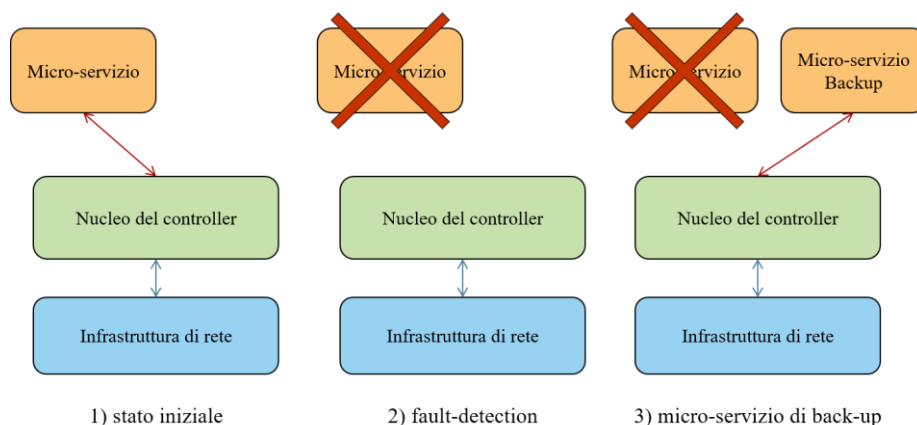 Micro-servizio
Nucleo del controller
Infrastruttura di rete
1) stato iniziale
Micro-servizio
Nucleo del controller
Infrastruttura di rete
2) fault-detection
Micro-servizio
Micro-servizio
Backup
Nucleo del controller
Infrastruttura di rete
3) micro-servizio di back-up